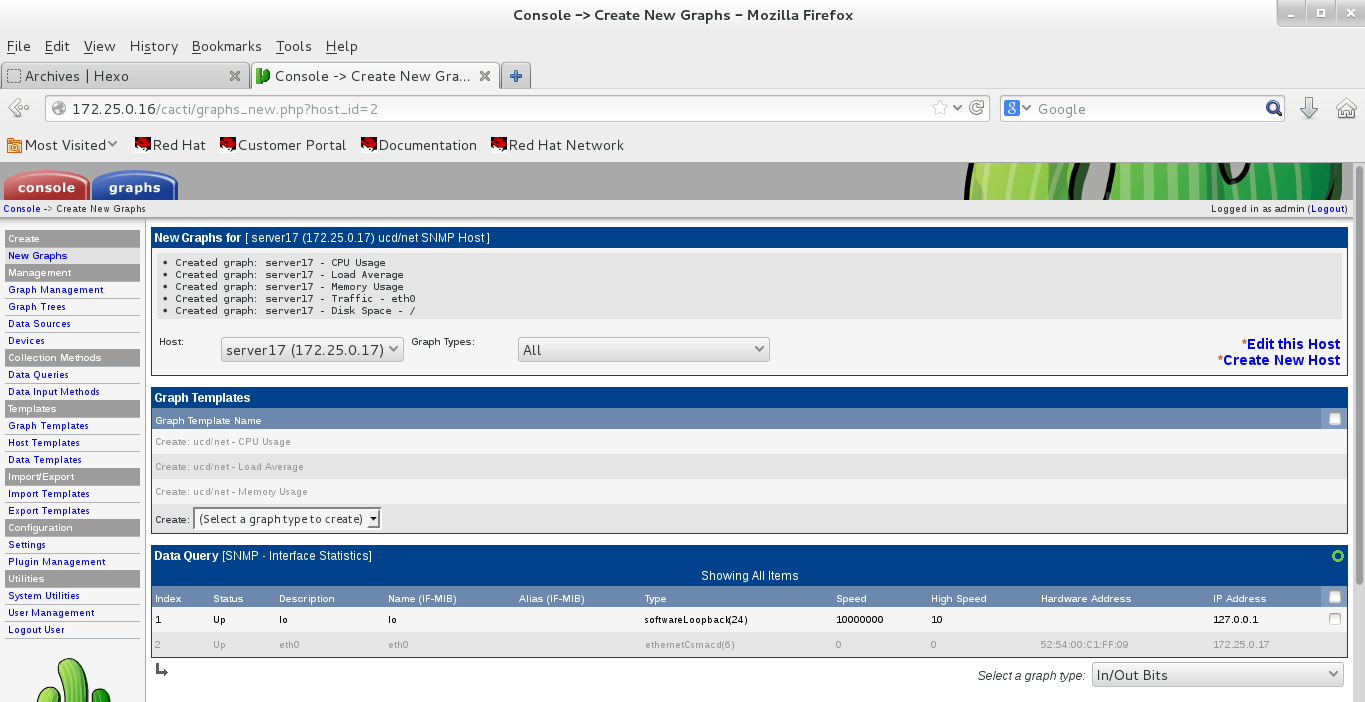 Console -> Create New Graphs - Mozilla Firefox
File Edit View History Bookmarks Tools Help
Archives | Hexo
Console -> Create New Gra...
172.25.0.16/cacti/graphs_new.php?host_id=2
Google
Most Visited Red Hat Customer Portal Documentation Red Hat Network
console graphs
Console -> Create New Graphs
Logged in as admin (Logout)
Create
New Graphs
Management
Graph Management
Graph Trees
Data Sources
Devices
Collection Methods
Data Queries
Data Input Methods
Templates
Graph Templates
Host Templates
Data Templates
Import/Export
Import Templates
Export Templates
Configuration
Settings
Plugin Management
Utilities
System Utilities
User Management
Logout User
New Graphs for [ server17 (172.25.0.17) ucd/net SNMP Host ]
• Created graph: server17 - CPU Usage
• Created graph: server17 - Load Average
• Created graph: server17 - Memory Usage
• Created graph: server17 - Traffic - eth0
• Created graph: server17 - Disk Space - /
Host: server17 (172.25.0.17) Graph Types: All
*Edit this Host
*Create New Host
Graph Templates
Graph Template Name
Create: ucd/net - CPU Usage
Create: ucd/net - Load Average
Create: ucd/net - Memory Usage
Create: (Select a graph type to create)
Data Query [SNMP - Interface Statistics]
Showing All Items
Index Status Description Name (IF-MIB) Alias (IF-MIB) Type Speed High Speed Hardware Address IP Address
1 Up lo lo softwareLoopback(24) 10000000 10 127.0.0.1
2 Up eth0 eth0 ethernetCsmacd(6) 0 0 52:54:00:C1:FF:09 172.25.0.17
Select a graph type: In/Out Bits